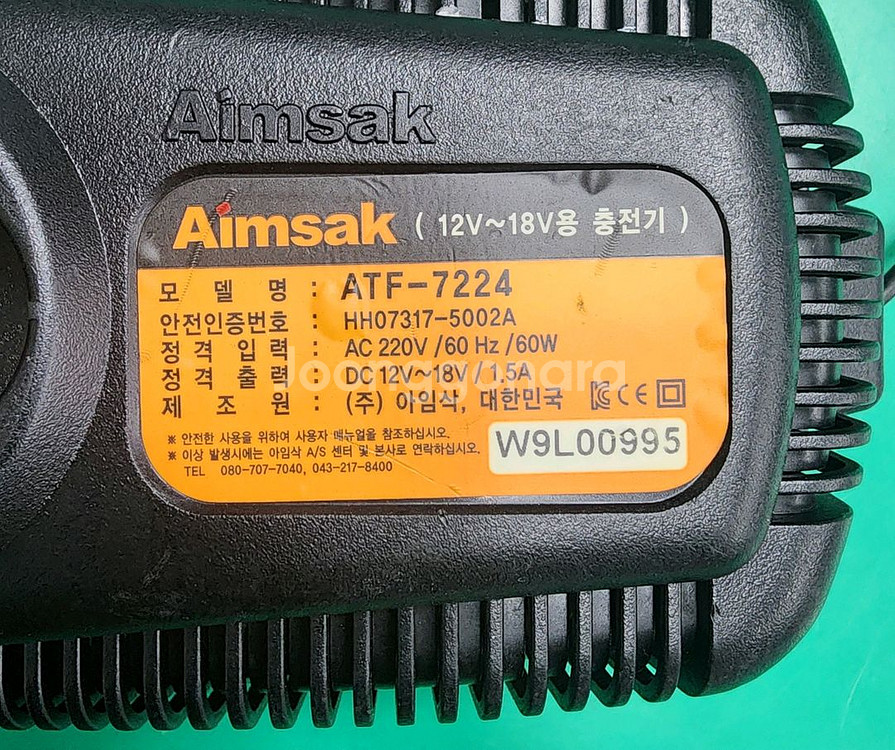 Aimsak
Aimsak ( 12V~18V용 충전기 )
모 델 명 : ATF-7224
안전인증번호 : HH07317-5002A
정 격 입 력 : AC 220V /60 Hz /60W
정 격 출 력 : DC 12V~18V / 1.5A
제 조 원 : (주) 아임삭, 대한민국 CE
※ 안전한 사용을 위하여 사용자 매뉴얼을 참조하십시오.
※ 이상 발생시에는 아임삭 A/S 센터 및 본사로 연락하십시오.
TEL 080-707-7040, 043-217-8400
W9L00995
Joonggonara